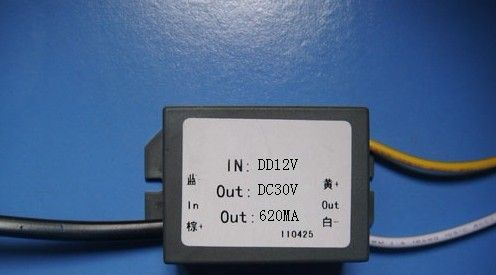 IN: DD12V
Out: DC30V
Out: 620MA
蓝-
In
棕+
黄+
Out
白-
110425